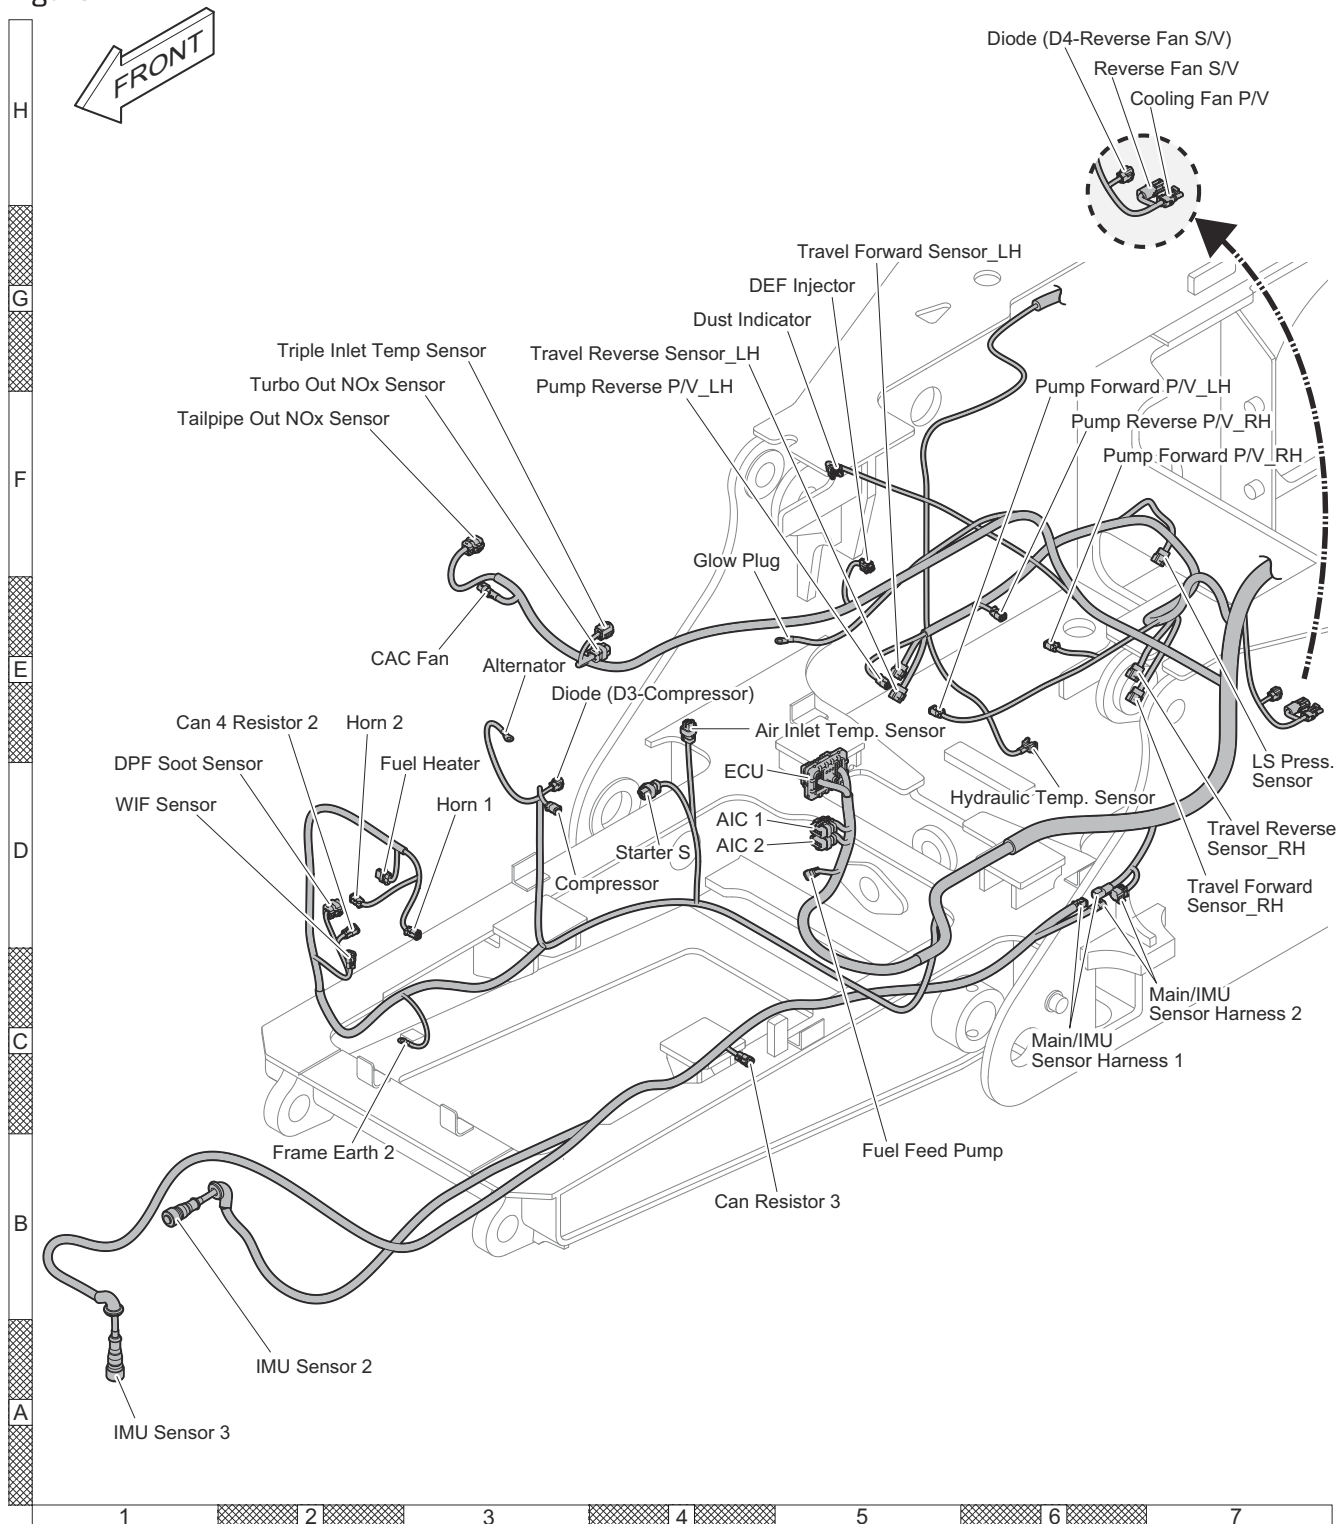 FRONT
Diode (D4-Reverse Fan S/V)
Reverse Fan S/V
Cooling Fan P/V
H
Travel Forward Sensor_LH
DEF Injector
G
Dust Indicator
Triple Inlet Temp Sensor
Travel Reverse Sensor_LH
Turbo Out NOx Sensor
Pump Reverse P/V_LH
Pump Forward P/V_LH
Tailpipe Out NOx Sensor
Pump Reverse P/V_RH
Pump Forward P/V_RH
F
Glow Plug
CAC Fan
Alternator
E
Diode (D3-Compressor)
Can 4 Resistor 2
Horn 2
Air Inlet Temp. Sensor
DPF Soot Sensor
Fuel Heater
ECU
LS Press.
Sensor
Hydraulic Temp. Sensor
WIF Sensor
Horn 1
AIC 1
Travel Reverse
Sensor_RH
D
Starter S
AIC 2
Compressor
Travel Forward
Sensor_RH
Main/IMU
Sensor Harness 2
C
Main/IMU
Sensor Harness 1
Frame Earth 2
Fuel Feed Pump
Can Resistor 3
B
IMU Sensor 2
A
IMU Sensor 3
1
2
3
4
5
6
7